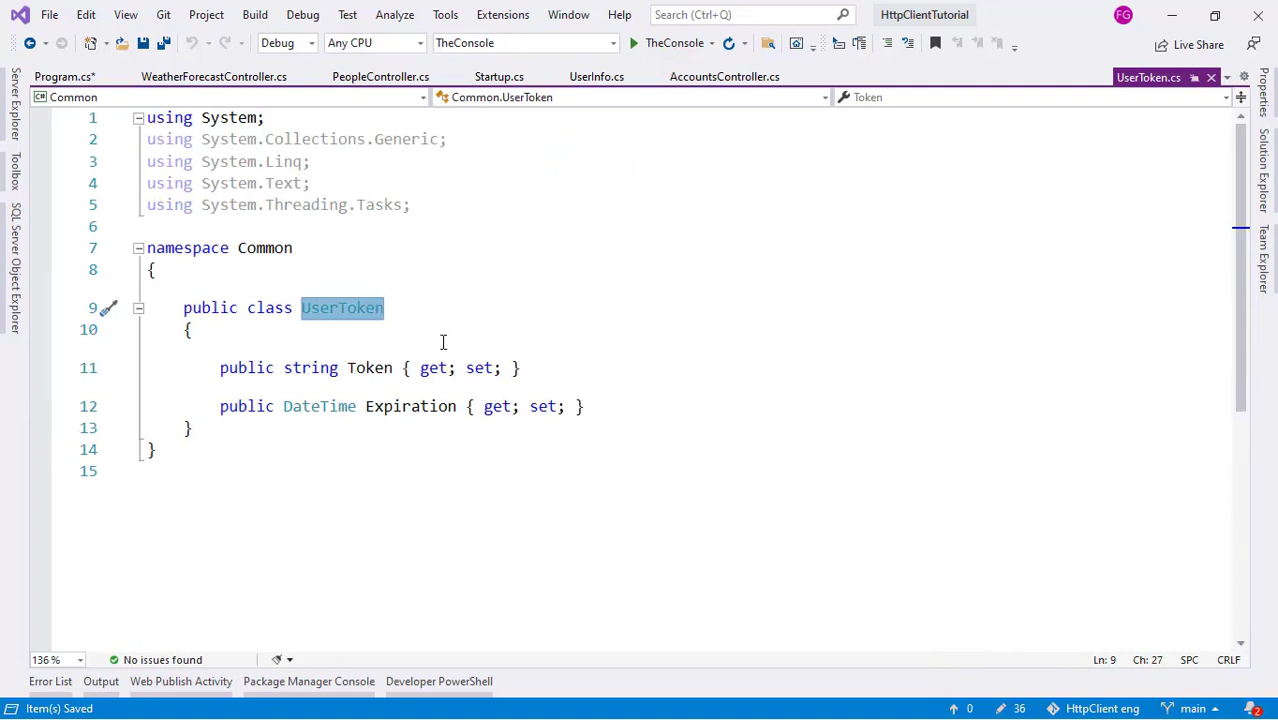 File Edit View Git Project Build Debug Test Analyze Tools Extensions Window Help Search (Ctrl+Q) HttpClientTutorial FG
Debug Any CPU TheConsole TheConsole Live Share
Program.cs* WeatherForecastController.cs PeopleController.cs Startup.cs UserInfo.cs AccountsController.cs UserToken.cs
Common Common.UserToken Token
Server Explorer
Toolbox
SQL Server Object Explorer
1 using System;
2 using System.Collections.Generic;
3 using System.Linq;
4 using System.Text;
5 using System.Threading.Tasks;
6
7 namespace Common
8 {
9 public class UserToken
10 {
11 public string Token { get; set; }
12 public DateTime Expiration { get; set; }
13 }
14 }
15
Properties
Solution Explorer
Team Explorer
136 % No issues found Ln: 9 Ch: 27 SPC CRLF
Error List Output Web Publish Activity Package Manager Console Developer PowerShell
Item(s) Saved 0 36 HttpClient eng main 2